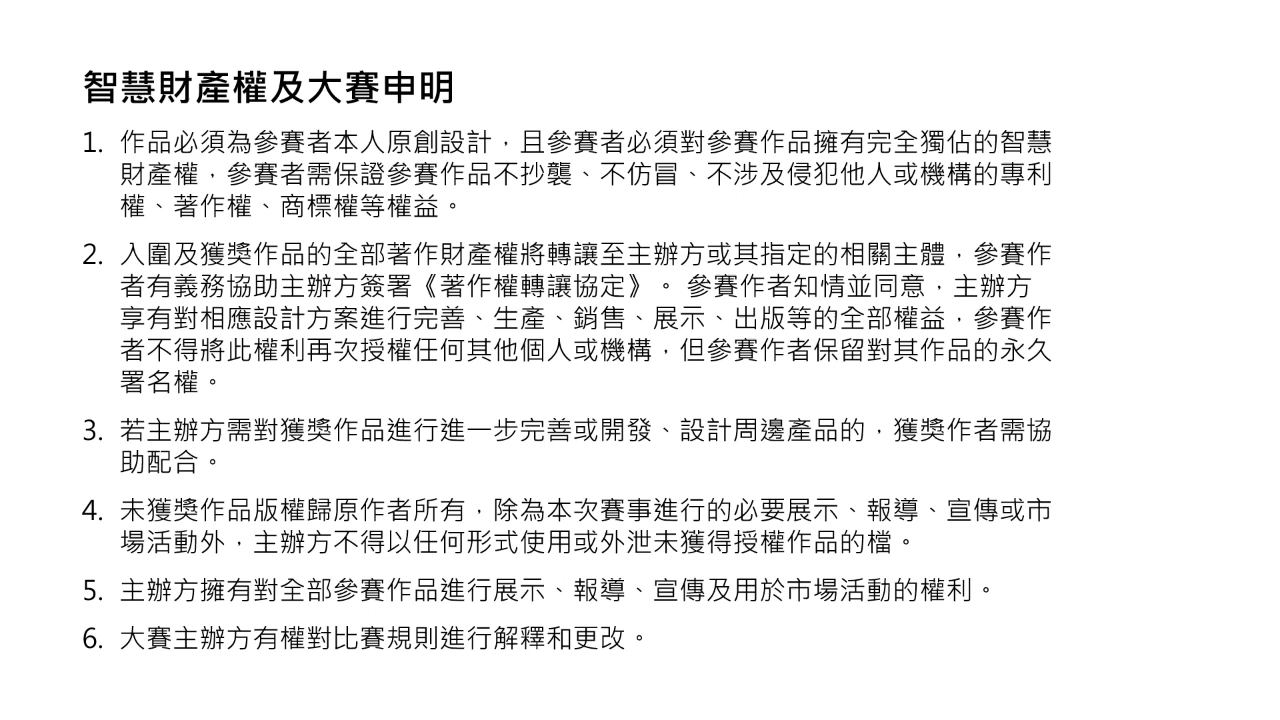 智慧財產權及大賽申明
1. 作品必須為參賽者本人原創設計，且參賽者必須對參賽作品擁有完全獨佔的智慧
財產權，參賽者需保證參賽作品不抄襲、不仿冒、不涉及侵犯他人或機構的專利
權、著作權、商標權等權益。
2. 入圍及獲獎作品的全部著作財產權將轉讓至主辦方或其指定的相關主體，參賽作
者有義務協助主辦方簽署《著作權轉讓協定》。 參賽作者知情並同意，主辦方
享有對相應設計方案進行完善、生產、銷售、展示、出版等的全部權益，參賽作
者不得將此權利再次授權任何其他個人或機構，但參賽作者保留對其作品的永久
署名權。
3. 若主辦方需對獲獎作品進行進一步完善或開發、設計周邊產品的，獲獎作者需協
助配合。
4. 未獲獎作品版權歸原作者所有，除為本次賽事進行的必要展示、報導、宣傳或市
場活動外，主辦方不得以任何形式使用或外泄未獲得授權作品的檔。
5. 主辦方擁有對全部參賽作品進行展示、報導、宣傳及用於市場活動的權利。
6. 大賽主辦方有權對比賽規則進行解釋和更改。